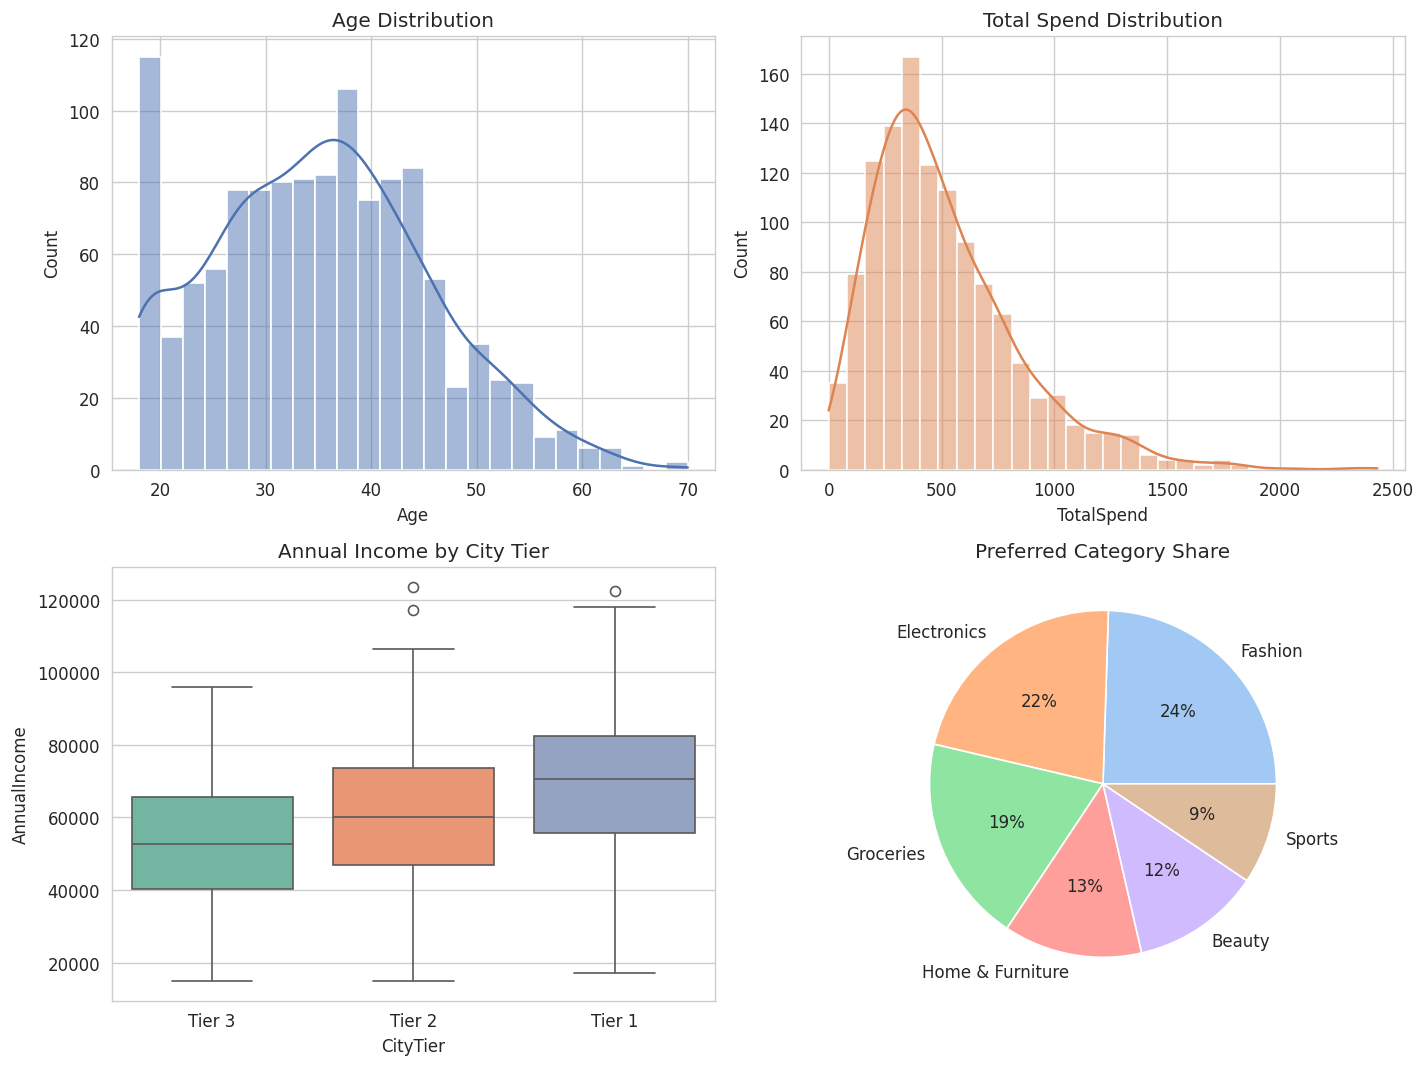 Age Distribution
120
100
80
60
40
20
0
Count
20 30 40 50 60 70
Age
Total Spend Distribution
160
140
120
100
80
60
40
20
0
Count
0 500 1000 1500 2000 2500
TotalSpend
Annual Income by City Tier
120000
100000
80000
60000
40000
20000
AnnualIncome
Tier 3 Tier 2 Tier 1
CityTier
Preferred Category Share
Electronics
Fashion
22%
24%
19%
9%
Groceries
Sports
13%
12%
Beauty
Home & Furniture